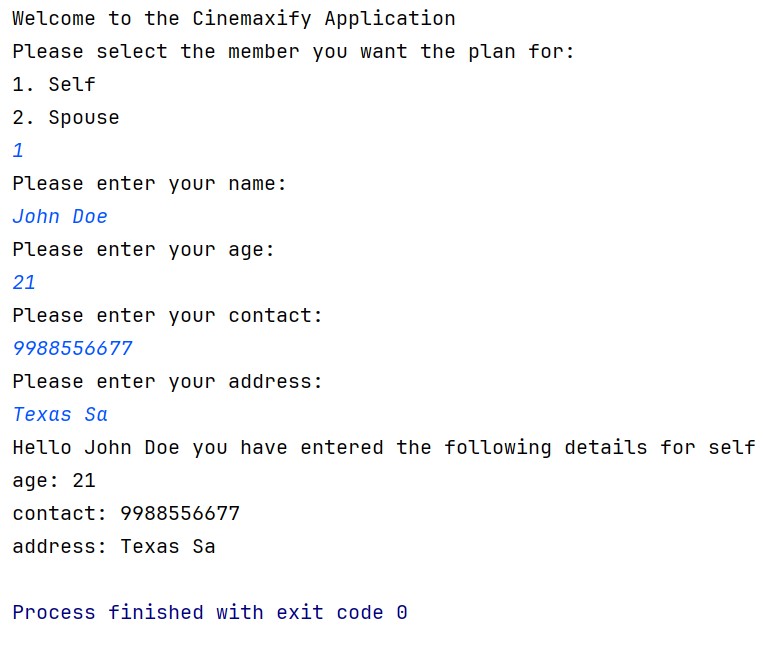 Welcome to the Cinemaxify Application
Please select the member you want the plan for:
1. Self
2. Spouse
1
Please enter your name:
John Doe
Please enter your age:
21
Please enter your contact:
9988556677
Please enter your address:
Texas Sa
Hello John Doe you have entered the following details for self
age: 21
contact: 9988556677
address: Texas Sa
Process finished with exit code 0